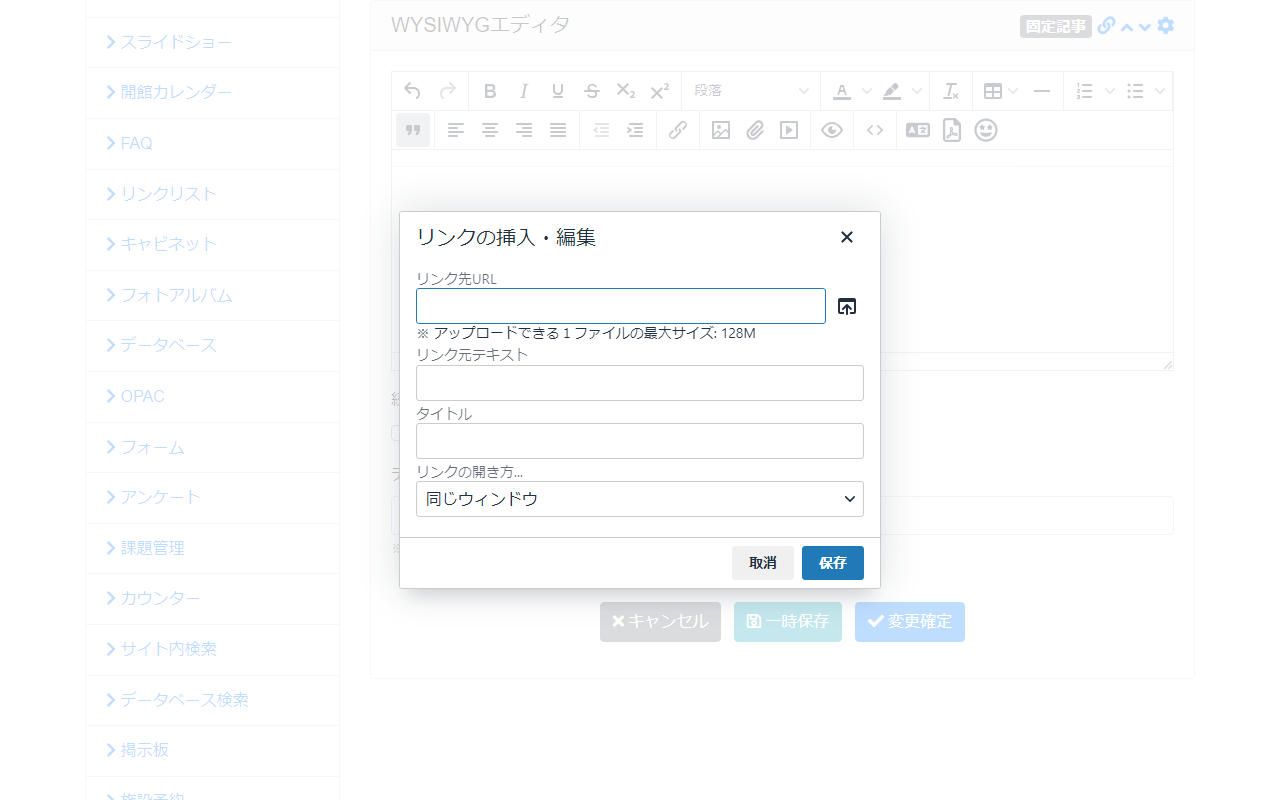 スライドショー
開館カレンダー
FAQ
リンクリスト
キャビネット
フォトアルバム
データベース
OPAC
フォーム
アンケート
課題管理
カウンター
サイト内検索
データベース検索
掲示板
施設予約
WYSIWYGエディタ
固定記事
B I U S X₂ X²
段落
A
リンクの挿入・編集
リンク先URL
※ アップロードできる1ファイルの最大サイズ: 128M
リンク元テキスト
タイトル
リンクの開き方...
同じウィンドウ
取消 保存
キャンセル 一時保存 変更確定